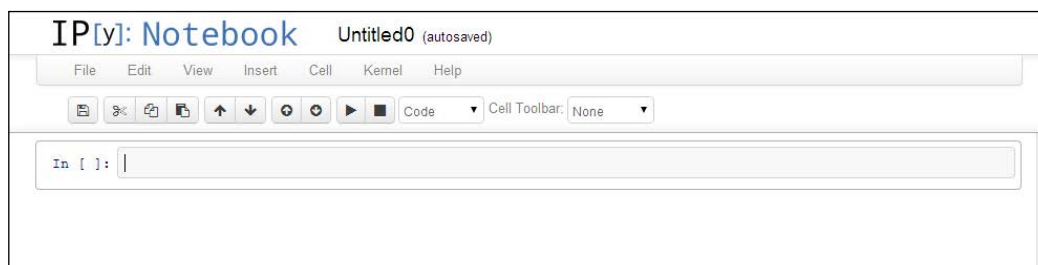 IP[y]: Notebook Untitled0 (autosaved)
File Edit View Insert Cell Kernel Help
Code Cell Toolbar: None
In [ ]: